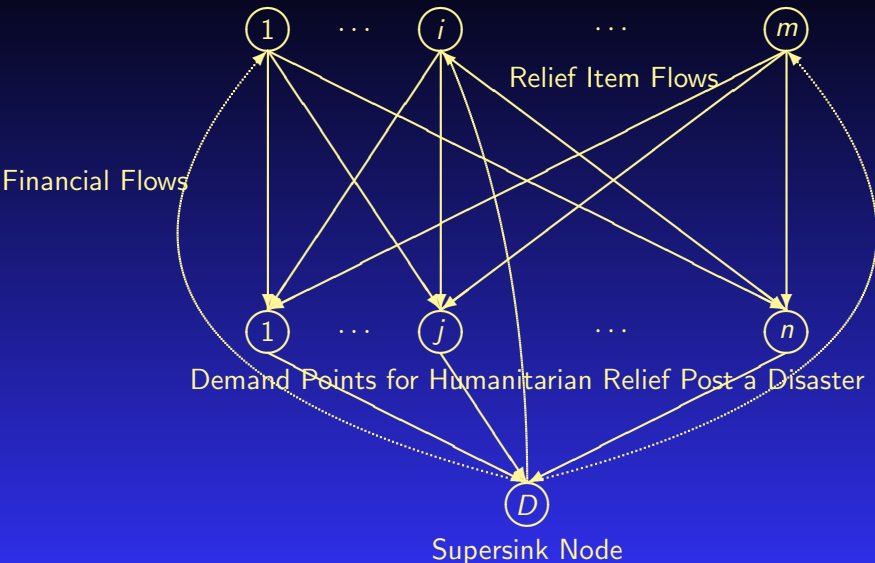 1 ··· i ··· m
Relief Item Flows
Financial Flows
1 ··· j ··· n
Demand Points for Humanitarian Relief Post a Disaster
D
Supersink Node